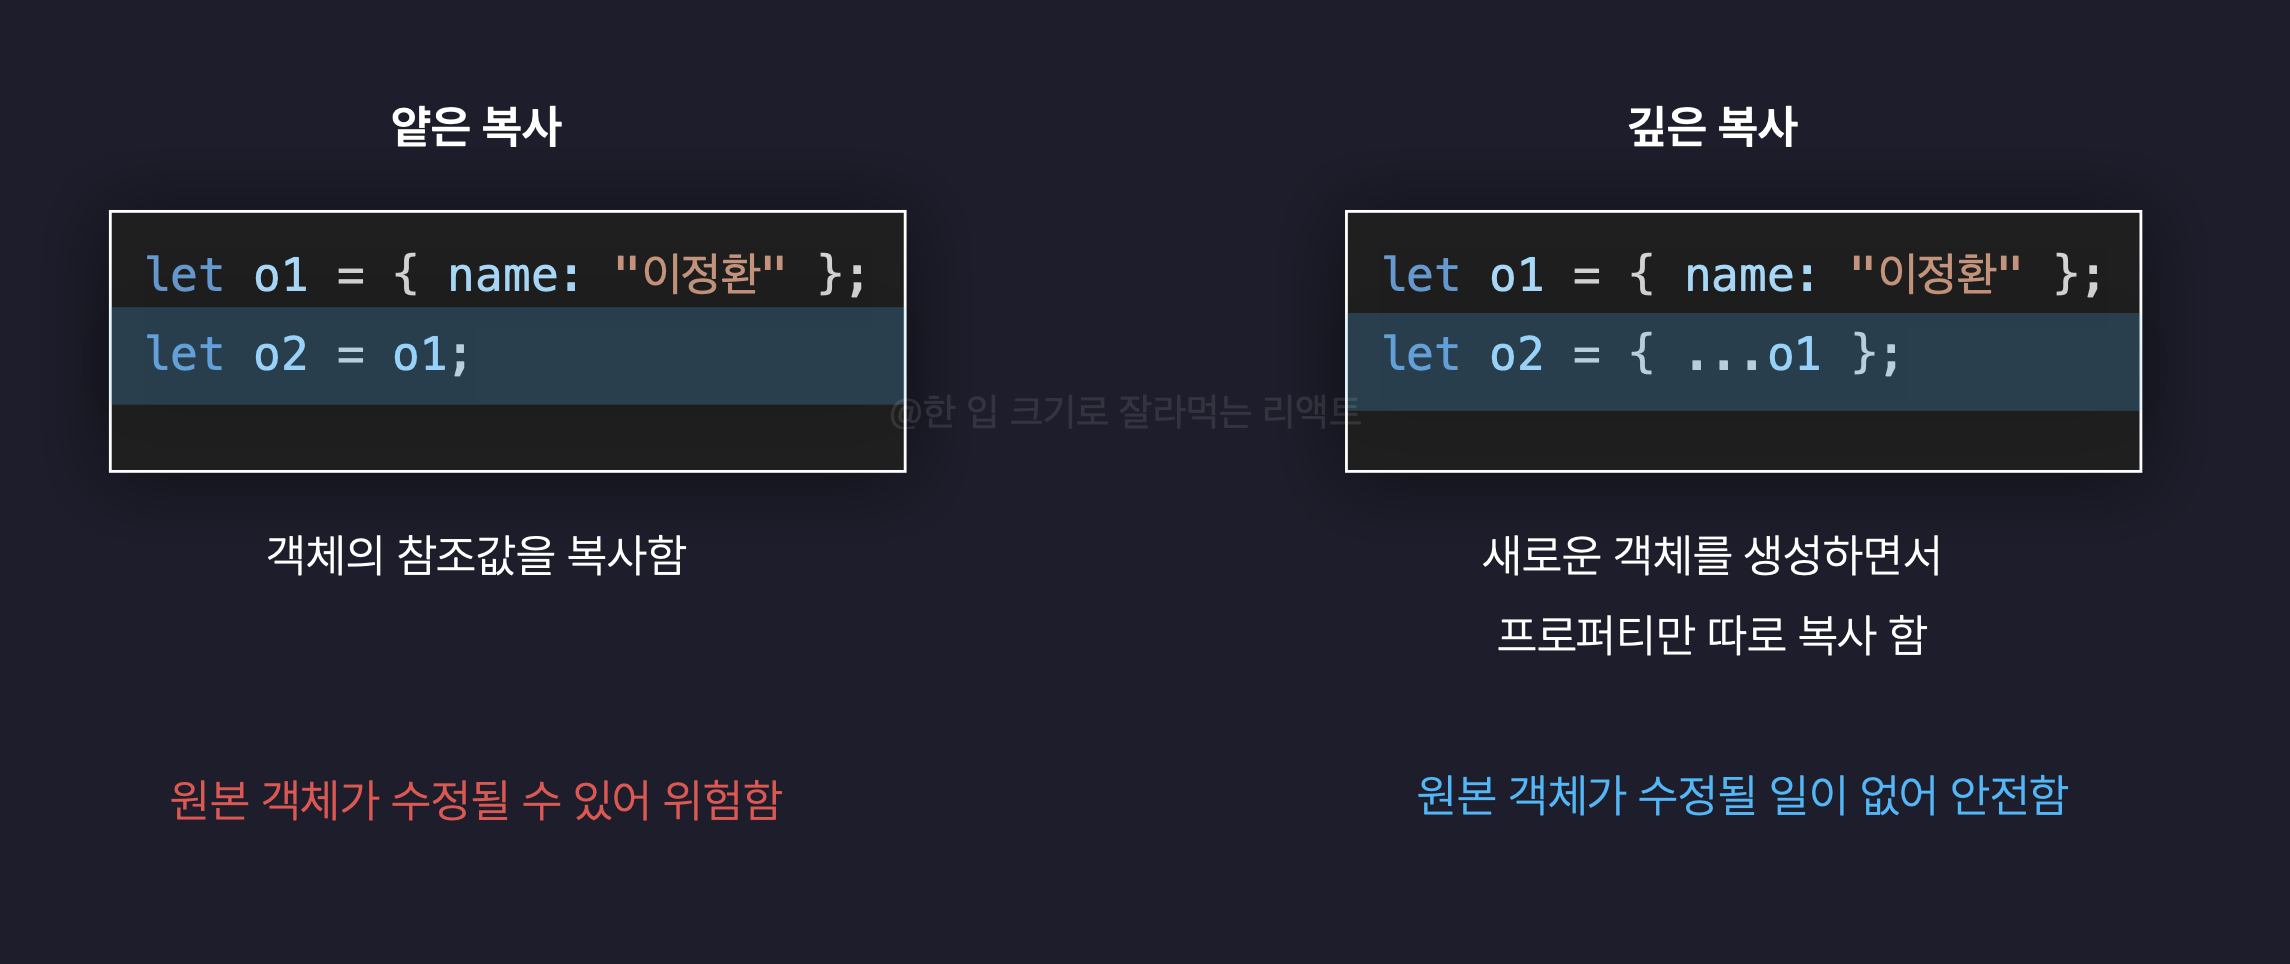 얕은 복사
let o1 = { name: "이정환" };
let o2 = o1;
객체의 참조값을 복사함
원본 객체가 수정될 수 있어 위험함
@한 입 크기로 잘라먹는 리액트
깊은 복사
let o1 = { name: "이정환" };
let o2 = { ...o1 };
새로운 객체를 생성하면서
프로퍼티만 따로 복사 함
원본 객체가 수정될 일이 없어 안전함